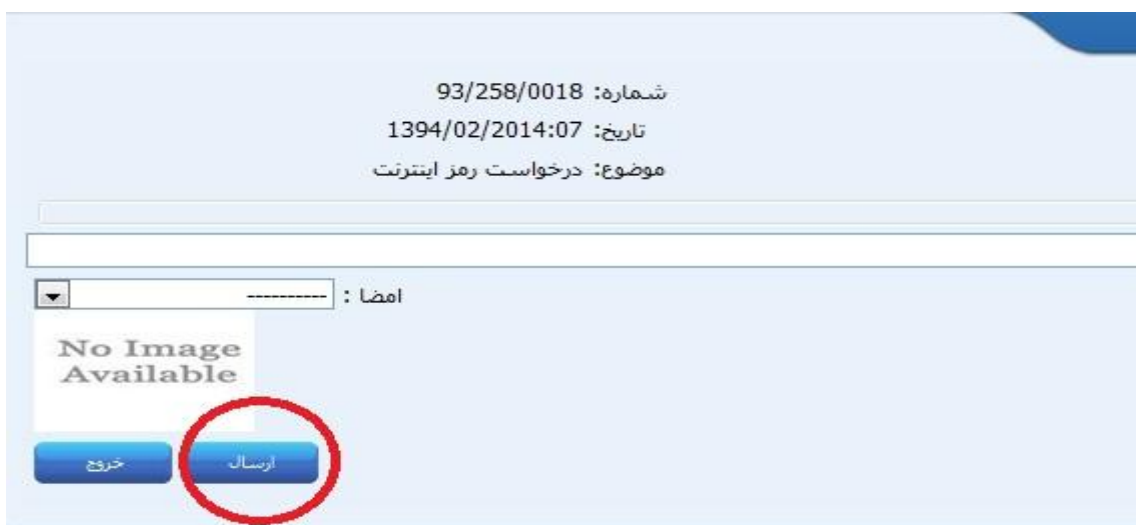 شماره: 93/258/0018
تاریخ: 1394/02/2014:07
موضوع: درخواست رمز اینترنت
امضا : ----------
No Image
Available
ارسال
خروج